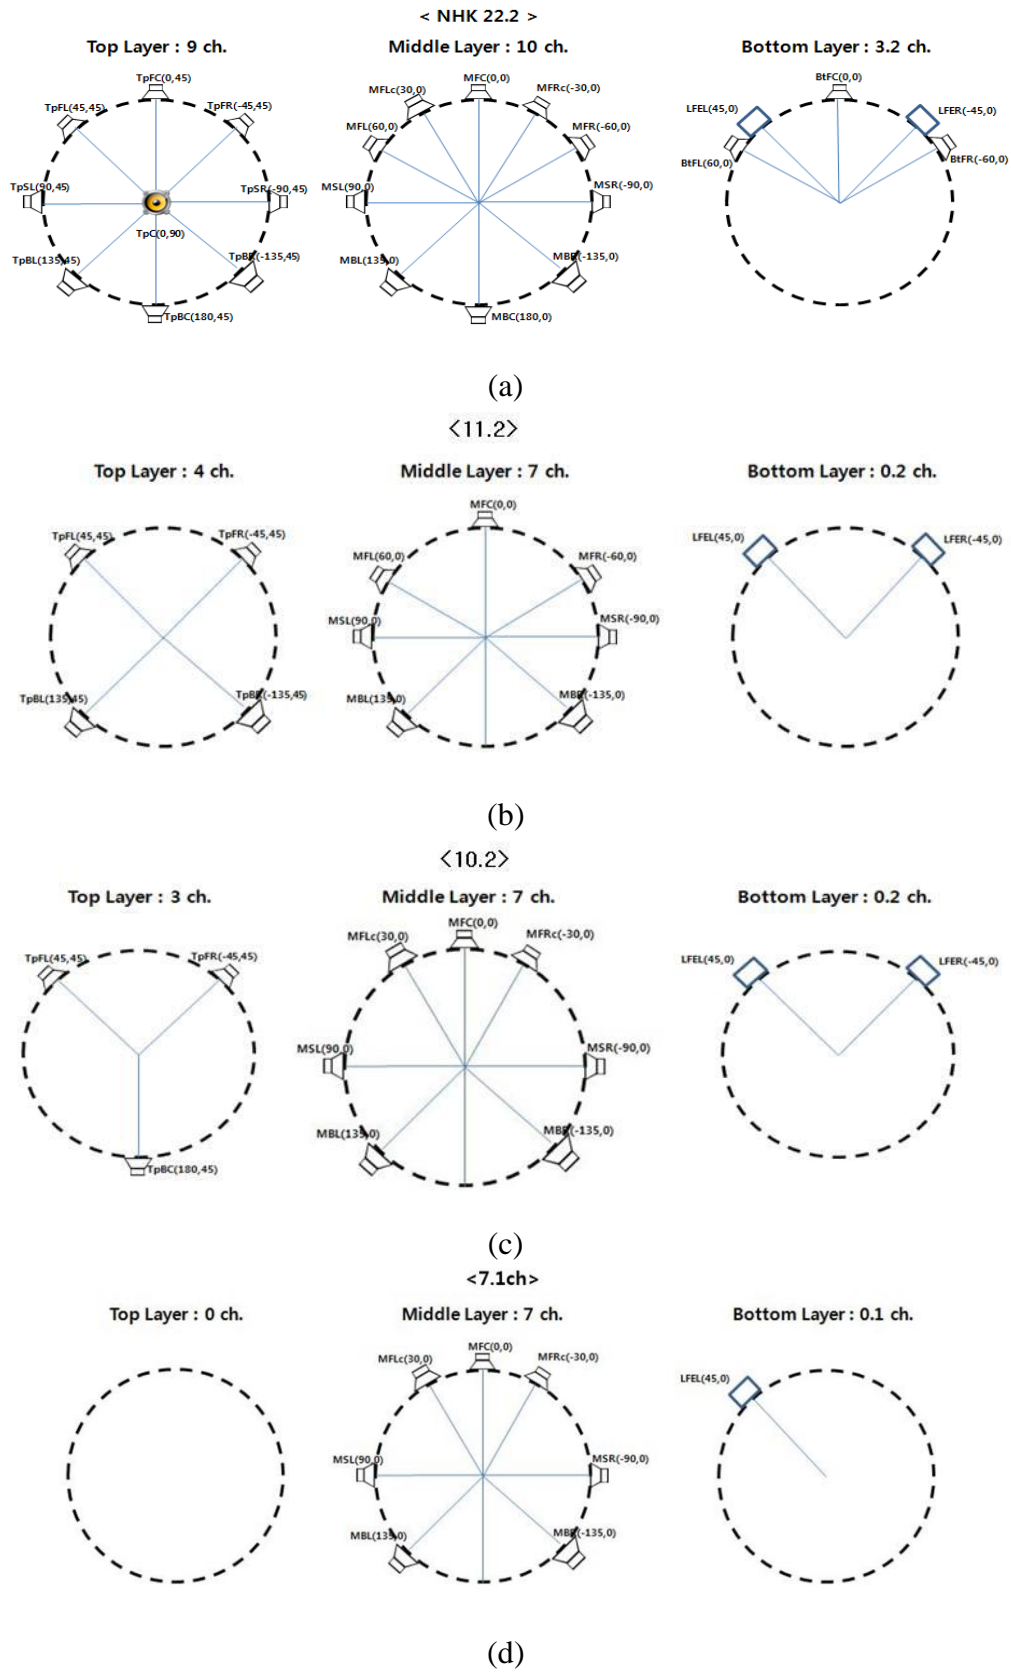 < NHK 22.2 >
Top Layer : 9 ch.
Middle Layer : 10 ch.
Bottom Layer : 3.2 ch.
TpFC(0,45)
TpFL(45,45)
TpFR(-45,45)
TpSL(90,45)
TpSR(-90,45)
TpC(0,90)
TpBL(135,45)
TpBR(-135,45)
TpBC(180,45)
MFC(0,0)
MFLc(30,0)
MFRc(-30,0)
MFL(60,0)
MFR(-60,0)
MSL(90,0)
MSR(-90,0)
MBL(135,0)
MBR(-135,0)
MBC(180,0)
BtFC(0,0)
LFEL(45,0)
LFER(-45,0)
BtFL(60,0)
BtFR(-60,0)
(a)
<11.2>
Top Layer : 4 ch.
Middle Layer : 7 ch.
Bottom Layer : 0.2 ch.
TpFL(45,45)
TpFR(-45,45)
TpBL(135,45)
TpBR(-135,45)
MFC(0,0)
MFL(60,0)
MFR(-60,0)
MSL(90,0)
MSR(-90,0)
MBL(135,0)
MBR(-135,0)
LFEL(45,0)
LFER(-45,0)
(b)
<10.2>
Top Layer : 3 ch.
Middle Layer : 7 ch.
Bottom Layer : 0.2 ch.
TpFL(45,45)
TpFR(-45,45)
TpBC(180,45)
MFC(0,0)
MFLc(30,0)
MFRc(-30,0)
MSL(90,0)
MSR(-90,0)
MBL(135,0)
MBR(-135,0)
LFEL(45,0)
LFER(-45,0)
(c)
<7.1ch>
Top Layer : 0 ch.
Middle Layer : 7 ch.
Bottom Layer : 0.1 ch.
MFC(0,0)
MFLc(30,0)
MFRc(-30,0)
MSL(90,0)
MSR(-90,0)
MBL(135,0)
MBR(-135,0)
LFEL(45,0)
(d)